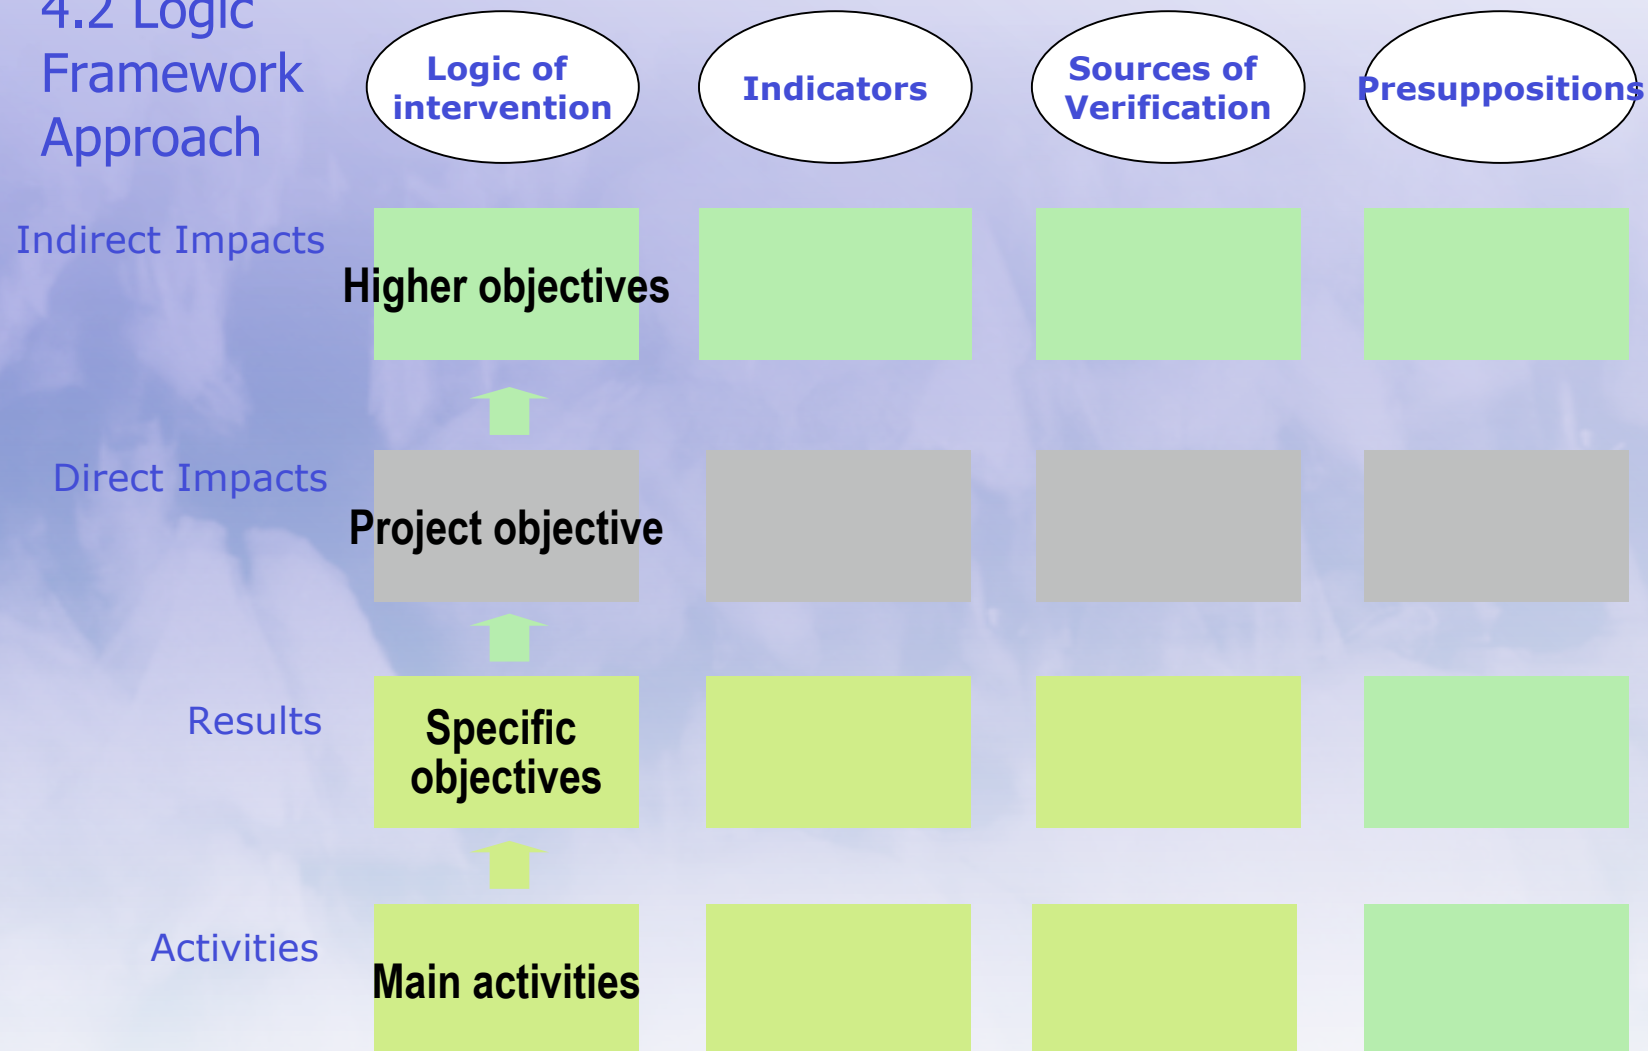 4.2 Logic
Framework
Approach
Logic of
intervention
Indicators
Sources of
Verification
Presuppositions
Indirect Impacts
Higher objectives
Direct Impacts
Project objective
Results
Specific
objectives
Activities
Main activities